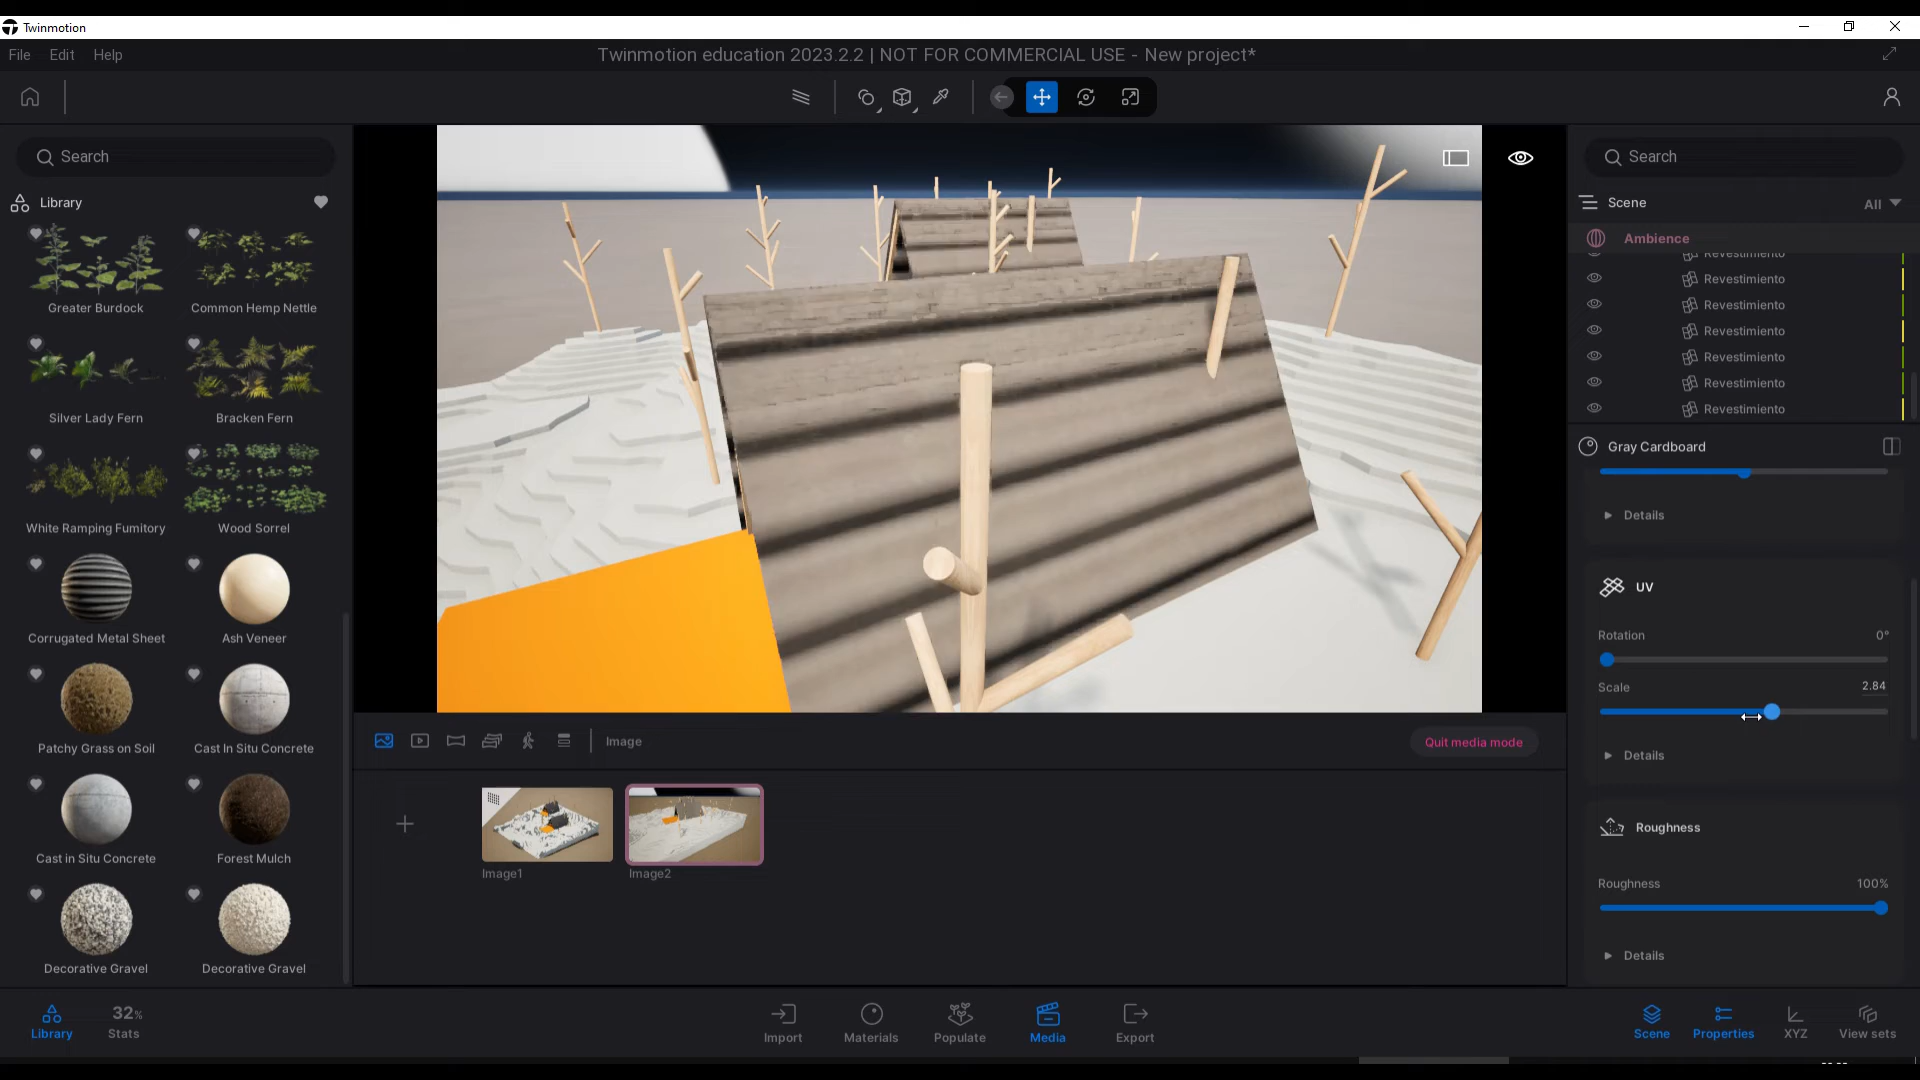 Twinmotion
File Edit Help
Twinmotion education 2023.2.2 | NOT FOR COMMERCIAL USE - New project*
Search
Library
Greater Burdock
Common Hemp Nettle
Silver Lady Fern
Bracken Fern
White Ramping Fumitory
Wood Sorrel
Corrugated Metal Sheet
Ash Veneer
Patchy Grass on Soil
Cast In Situ Concrete
Cast in Situ Concrete
Forest Mulch
Decorative Gravel
Decorative Gravel
Image
Quit media mode
Image1
Image2
Search
Scene
All
Ambience
Revestimiento
Revestimiento
Revestimiento
Revestimiento
Revestimiento
Revestimiento
Revestimiento
Gray Cardboard
Details
UV
Rotation 0°
Scale 2.84
Details
Roughness
Roughness 100%
Details
Library
32%
Stats
Import
Materials
Populate
Media
Export
Scene
Properties
XYZ
View sets